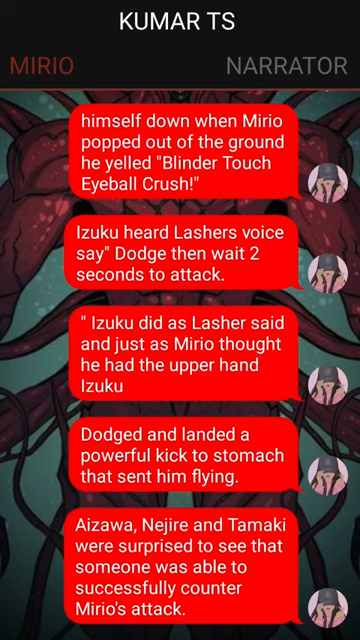 KUMAR TS
MIRIO
NARRATOR
himself down when Mirio
popped out of the ground
he yelled "Blinder Touch
Eyeball Crush!"
Izuku heard Lashers voice
say" Dodge then wait 2
seconds to attack.
" Izuku did as Lasher said
and just as Mirio thought
he had the upper hand
Izuku
Dodged and landed a
powerful kick to stomach
that sent him flying.
Aizawa, Nejire and Tamaki
were surprised to see that
someone was able to
successfully counter
Mirio's attack.